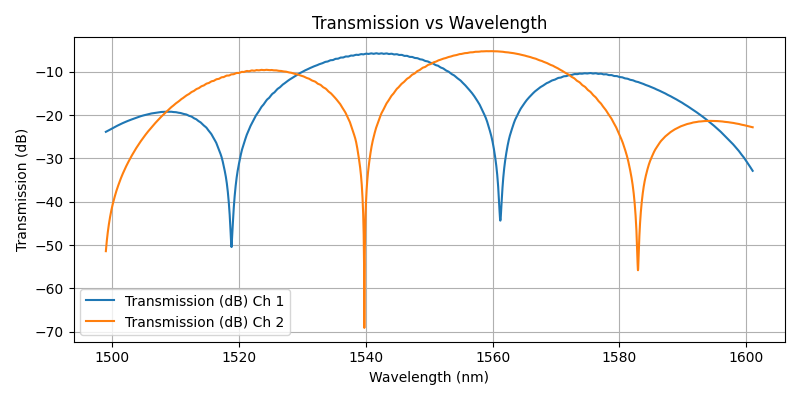 Transmission vs Wavelength
Transmission (dB)
−10
−20
−30
−40
−50
−60
−70
Transmission (dB) Ch 1
Transmission (dB) Ch 2
1500 1520 1540 1560 1580 1600
Wavelength (nm)